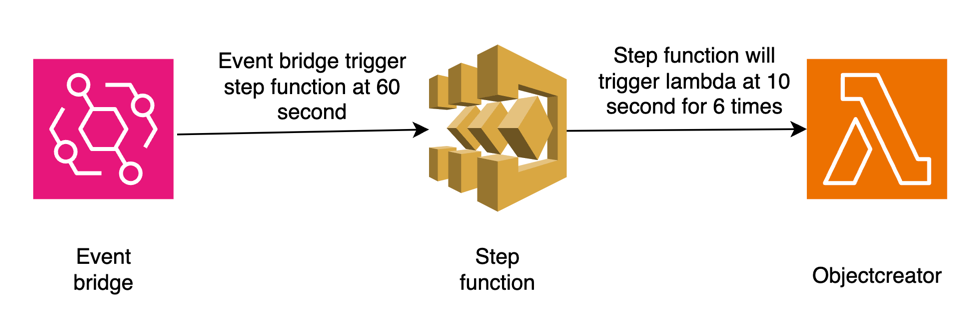 Event bridge trigger
step function at 60
second
Step function will
trigger lambda at 10
second for 6 times
Event
bridge
Step
function
Objectcreator